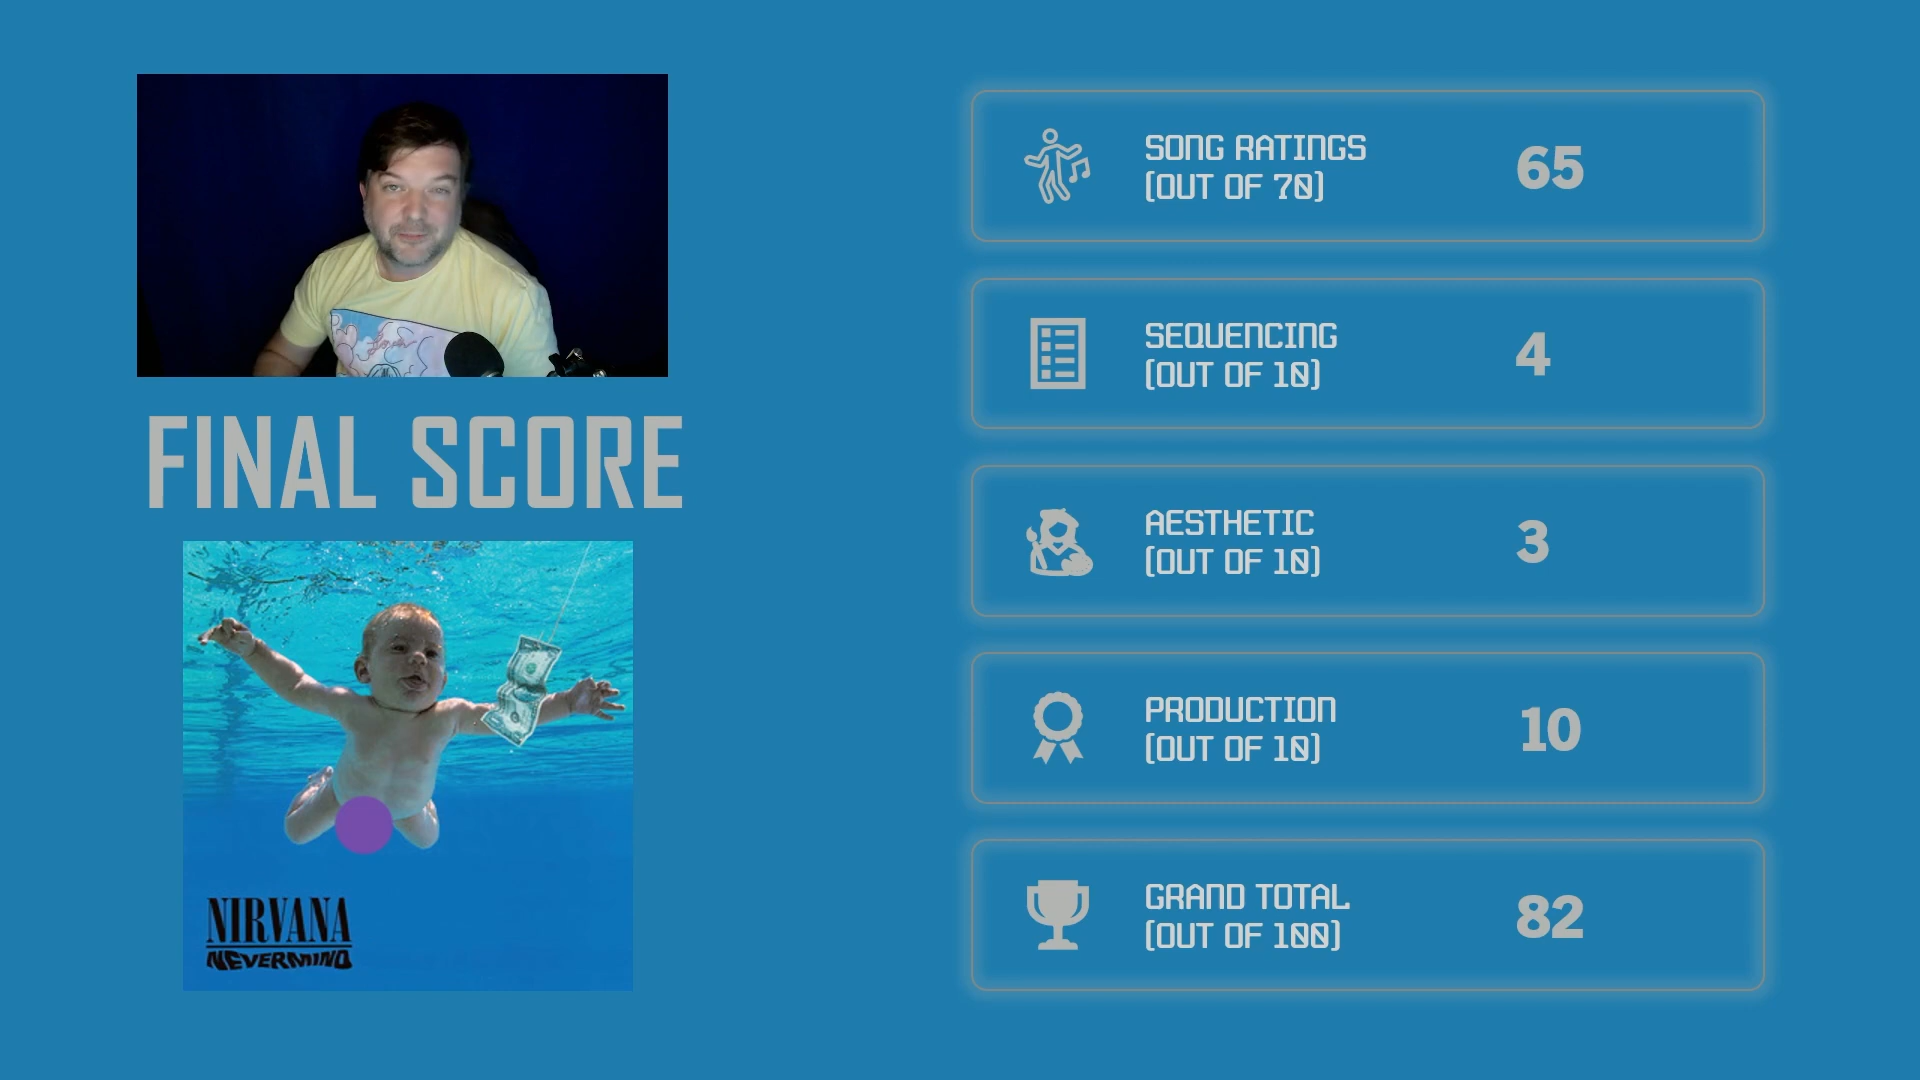 FINAL SCORE
NIRVANA
NEVERMIND
SONG RATINGS
(OUT OF 70)
65
SEQUENCING
(OUT OF 10)
4
AESTHETIC
(OUT OF 10)
3
PRODUCTION
(OUT OF 10)
10
GRAND TOTAL
(OUT OF 100)
82